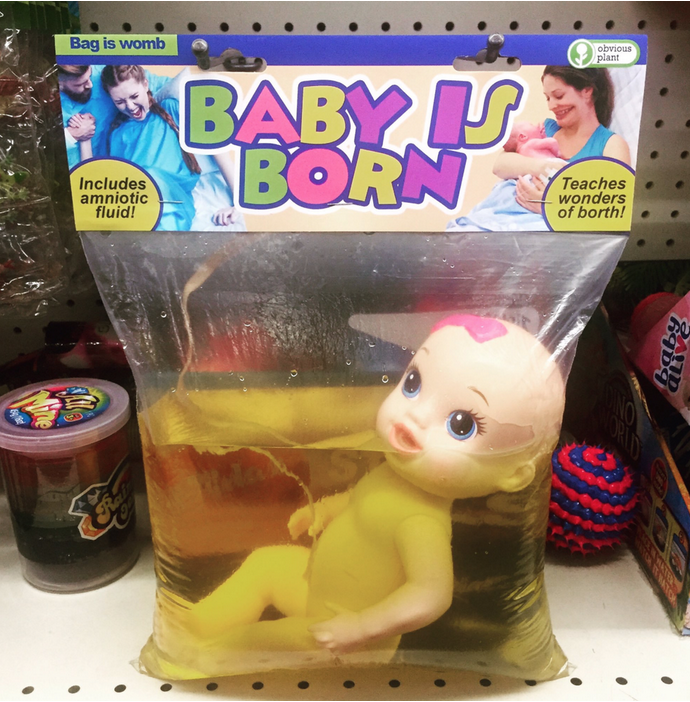 Bag is womb
obvious
plant
BABY IS
BORN
Includes
amniotic
fluid!
Teaches
wonders
of borth!
baby
alive